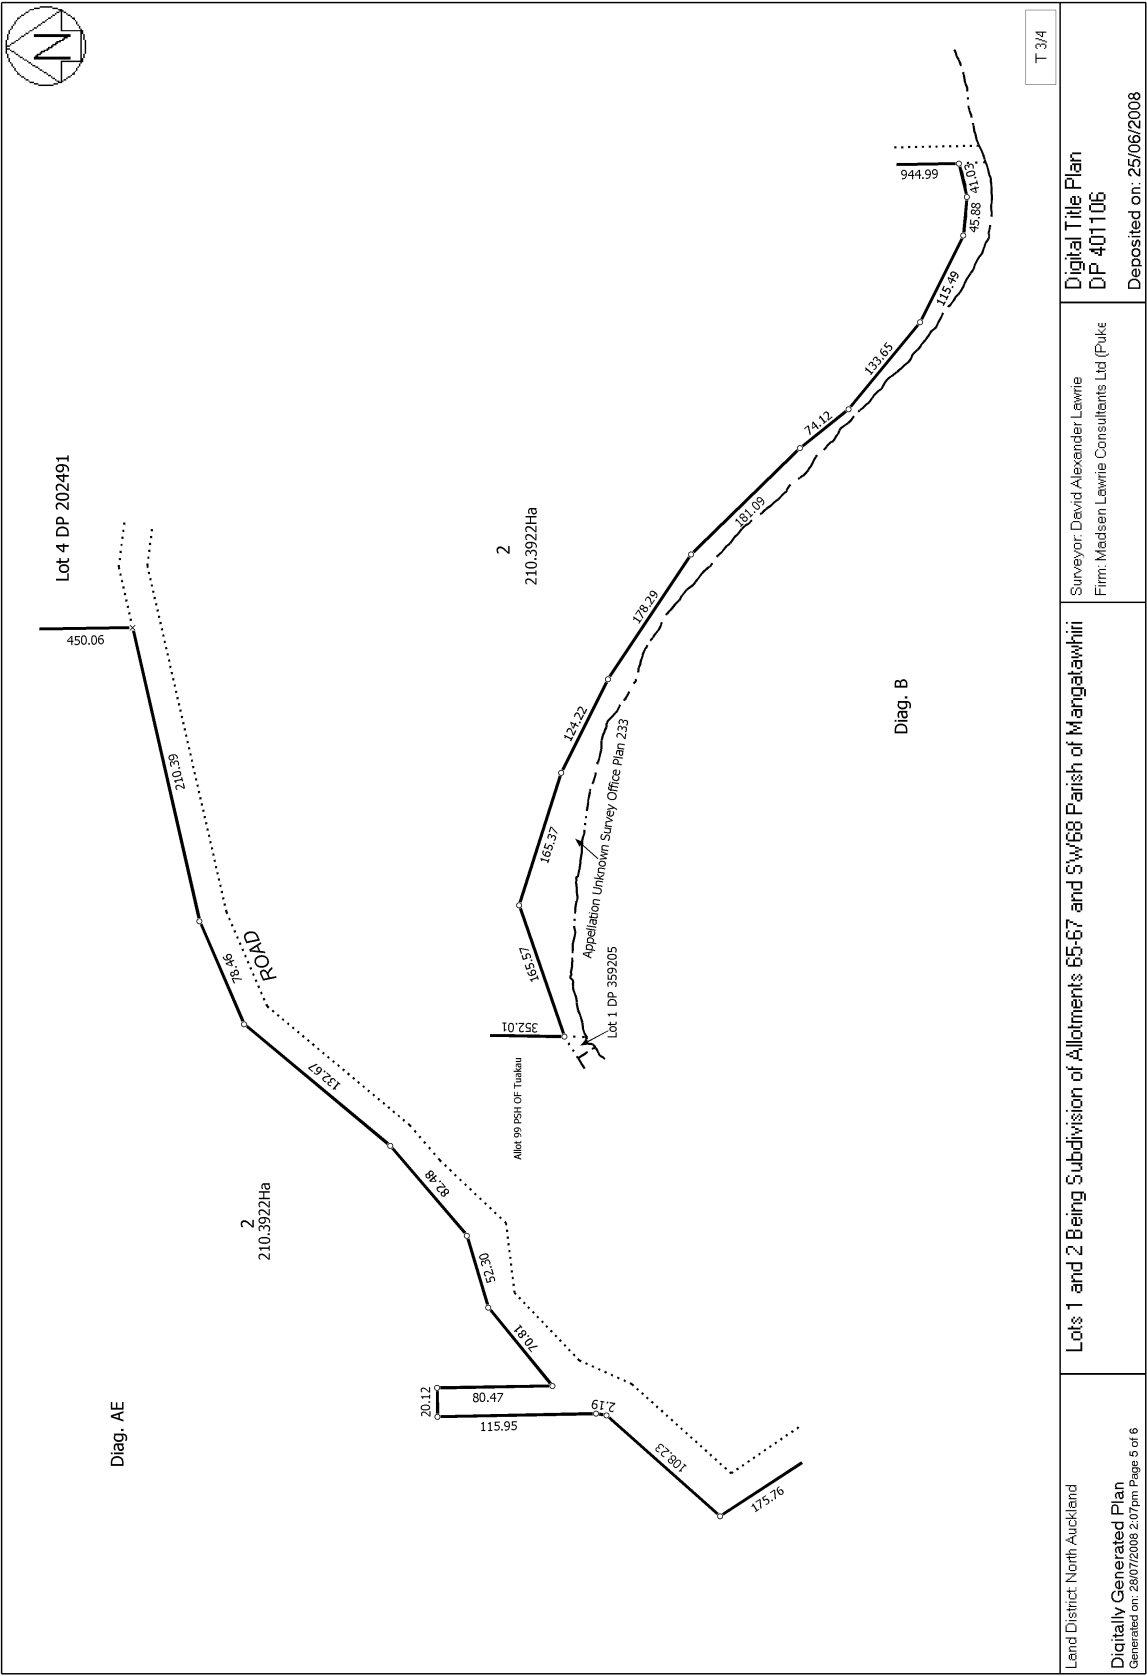 N
T 3/4
Diag. AE
Lot 4 DP 202491
450.06
210.39
78.46
ROAD
132.67
82.48
52.30
70.81
80.47
20.12
115.95
2.19
108.23
175.76
2
210.3922Ha
2
210.3922Ha
Allot 99 PSH OF Tuakau
352.01
165.57
165.37
124.22
178.29
181.09
74.12
133.65
115.49
45.88
41.03
944.99
Appellation Unknown Survey Office Plan 233
Lot 1 DP 359205
Diag. B
Land District: North Auckland
Digitally Generated Plan
Generated on: 28/07/2008 2:07pm Page 5 of 6
Lots 1 and 2 Being Subdivision of Allotments 65-67 and SW68 Parish of Mangatawhiri
Surveyor: David Alexander Lawrie
Firm: Madsen Lawrie Consultants Ltd (Puke
Digital Title Plan
DP 401106
Deposited on: 25/06/2008